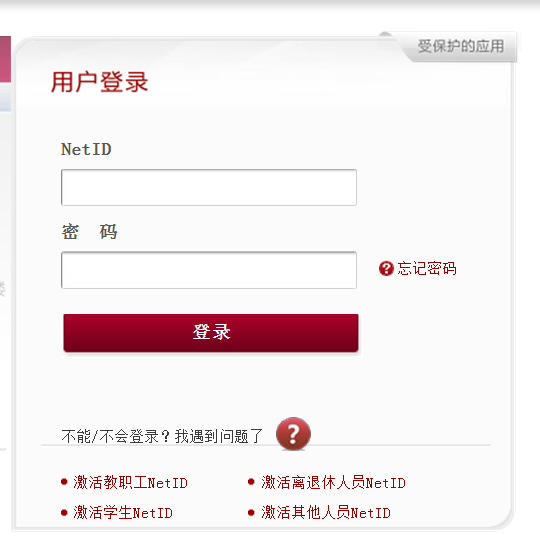 受保护的应用
用户登录
NetID
密 码
忘记密码
登录
不能/不会登录？我遇到问题了
激活教职工NetID
激活离退休人员NetID
激活学生NetID
激活其他人员NetID